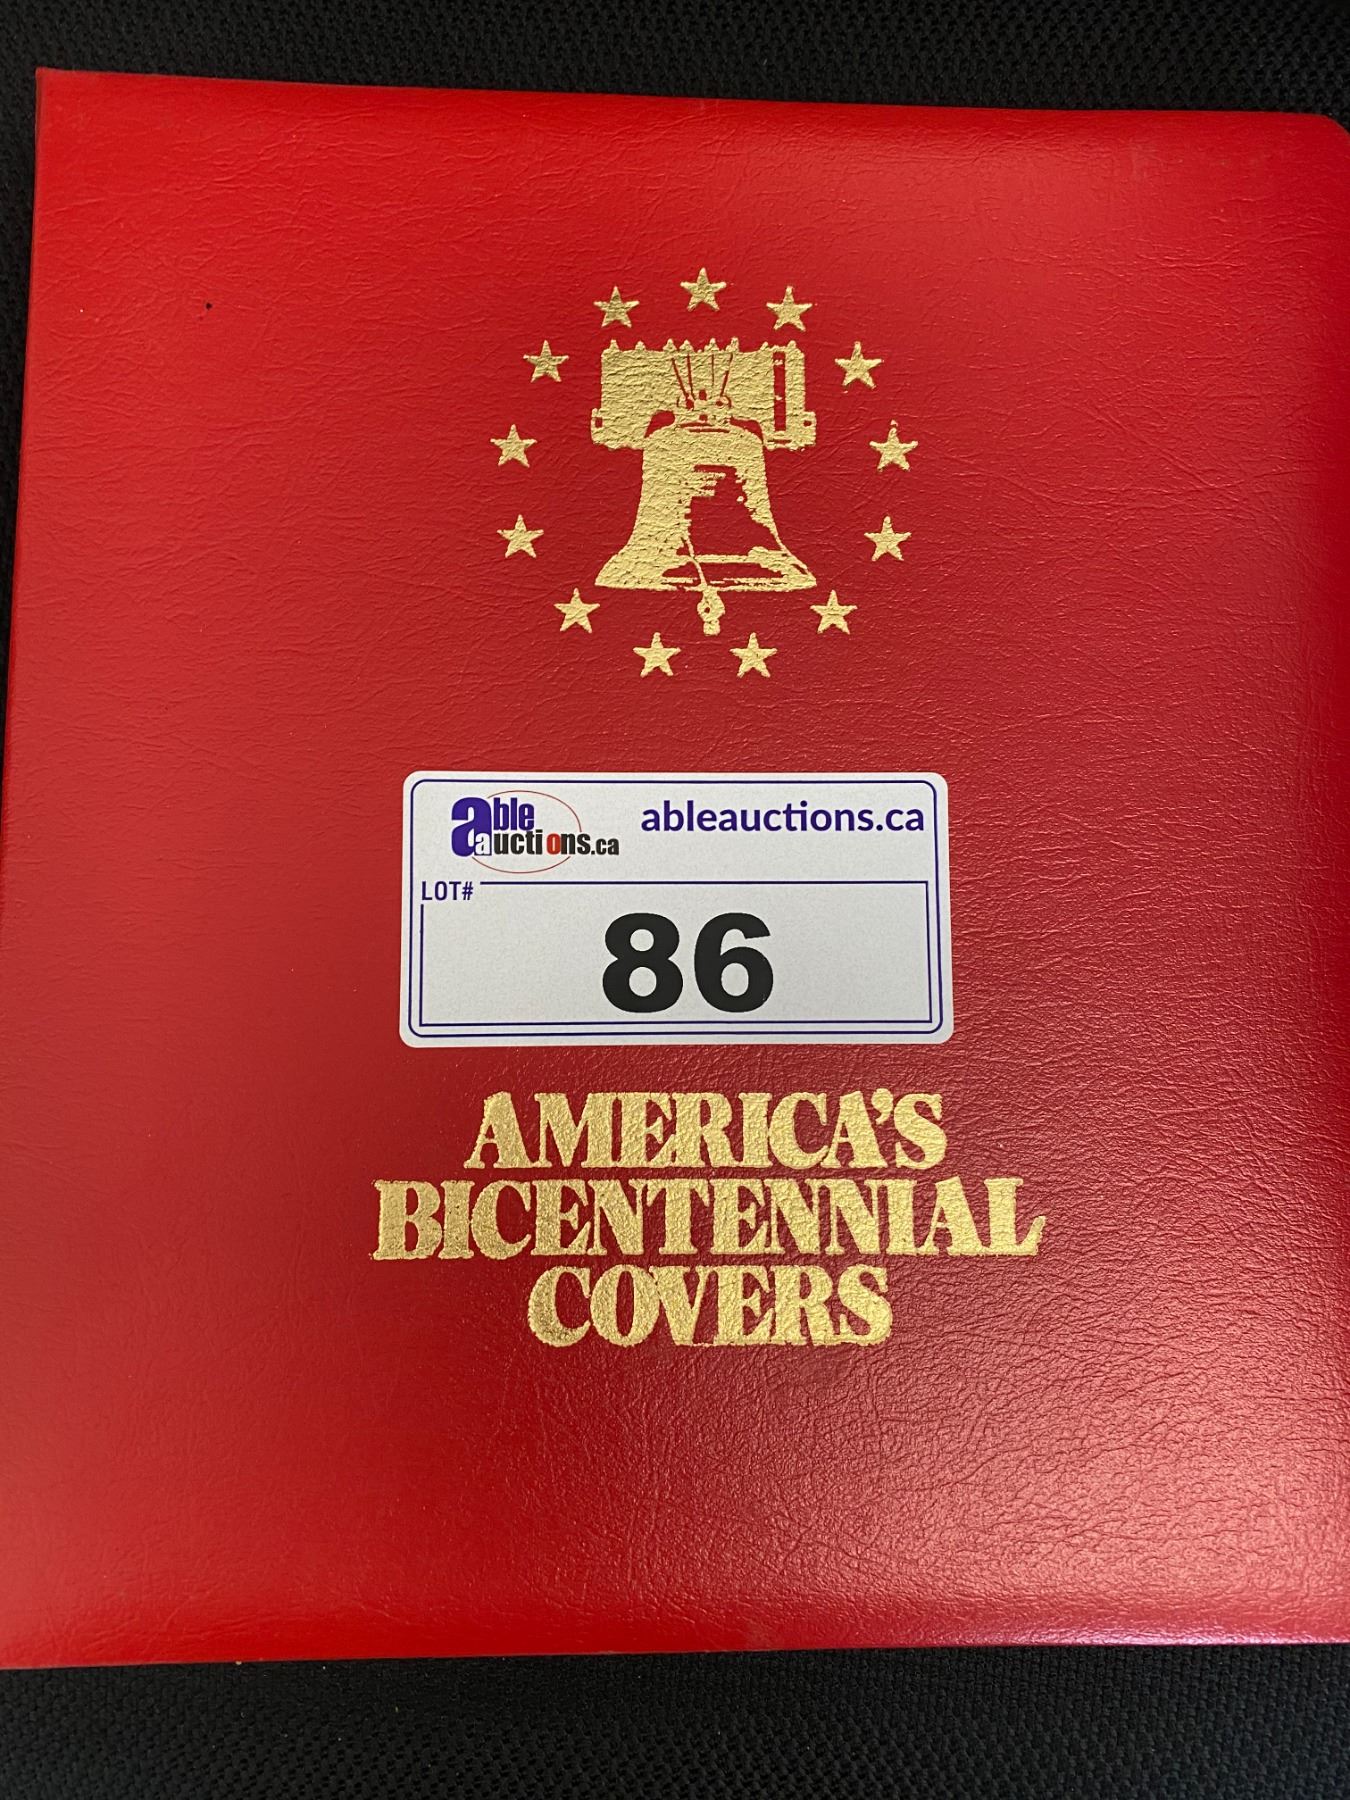 able
auctions.ca
ableauctions.ca
LOT#
86
AMERICA'S
BICENTENNIAL
COVERS